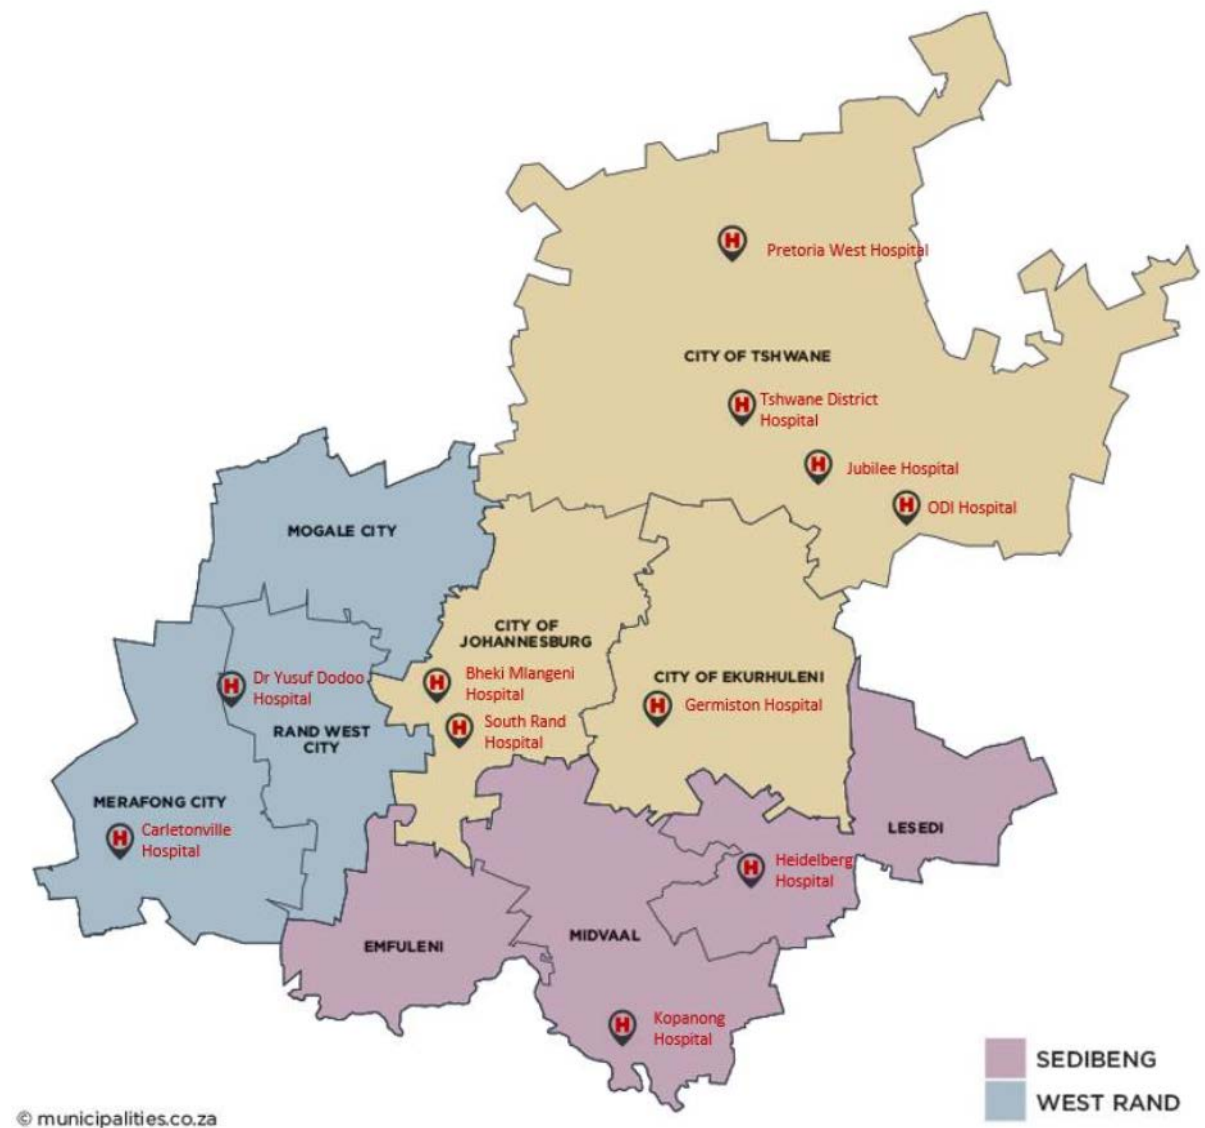 Pretoria West Hospital
CITY OF TSHWANE
Tshwane District
Hospital
Jubilee Hospital
ODI Hospital
MOGALE CITY
CITY OF
JOHANNESBURG
Bheki Mlangeni
Hospital
South Rand
Hospital
CITY OF EKURHULENI
Germiston Hospital
Dr Yusuf Dodoo
Hospital
RAND WEST
CITY
MERAFONG CITY
Carletonville
Hospital
LESEDI
Heidelberg
Hospital
MIDVAAL
EMFULENI
Kopanong
Hospital
SEDIBENG
WEST RAND
© municipalities.co.za
H
H
H
H
H
H
H
H
H
H
H